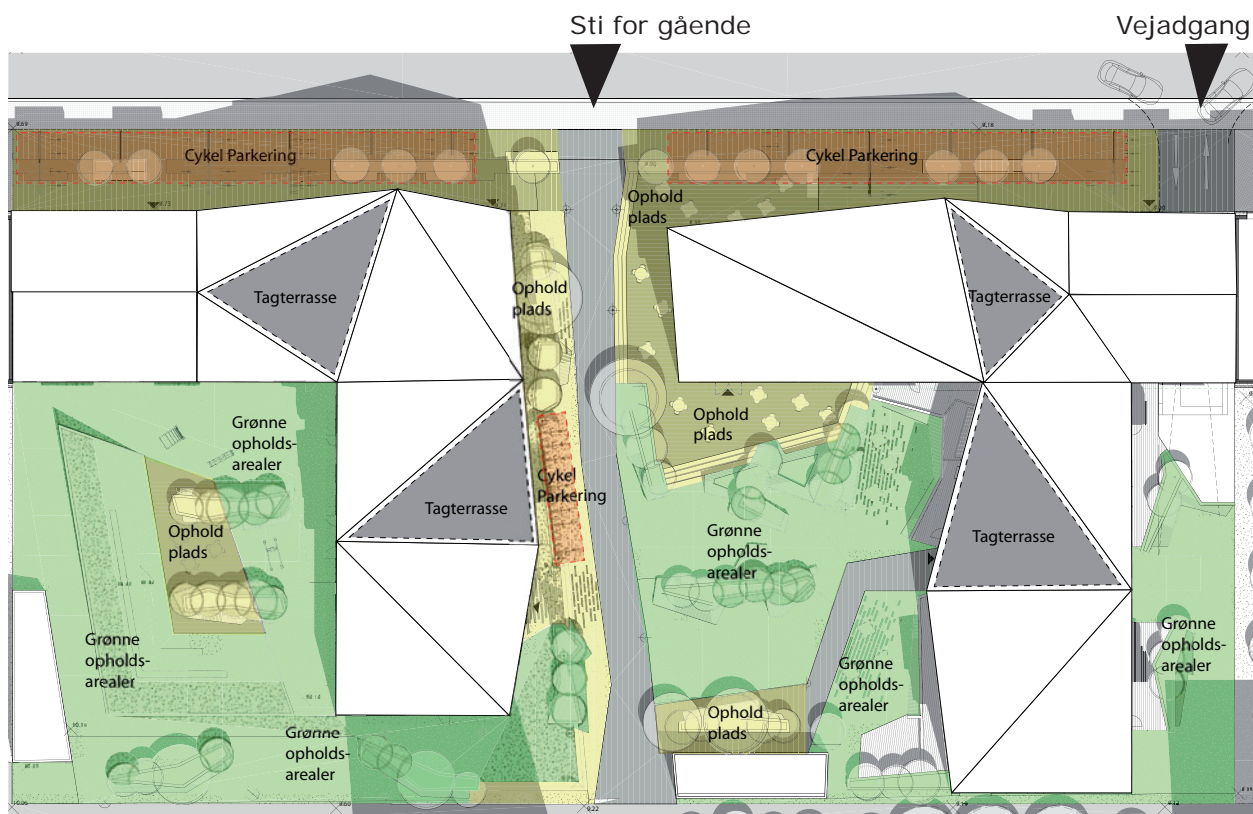 Sti for gående
Vejadgang
Cykel Parkering
Cykel Parkering
Ophold
plads
Tagterrasse
Ophold
plads
Tagterrasse
Ophold
plads
Grønne
opholds-
arealer
Cykel
Parkering
Tagterrasse
Ophold
plads
Grønne
opholds-
arealer
Tagterrasse
Grønne
opholds-
arealer
Grønne
opholds-
arealer
Grønne
opholds-
arealer
Ophold
plads
Grønne
opholds-
arealer